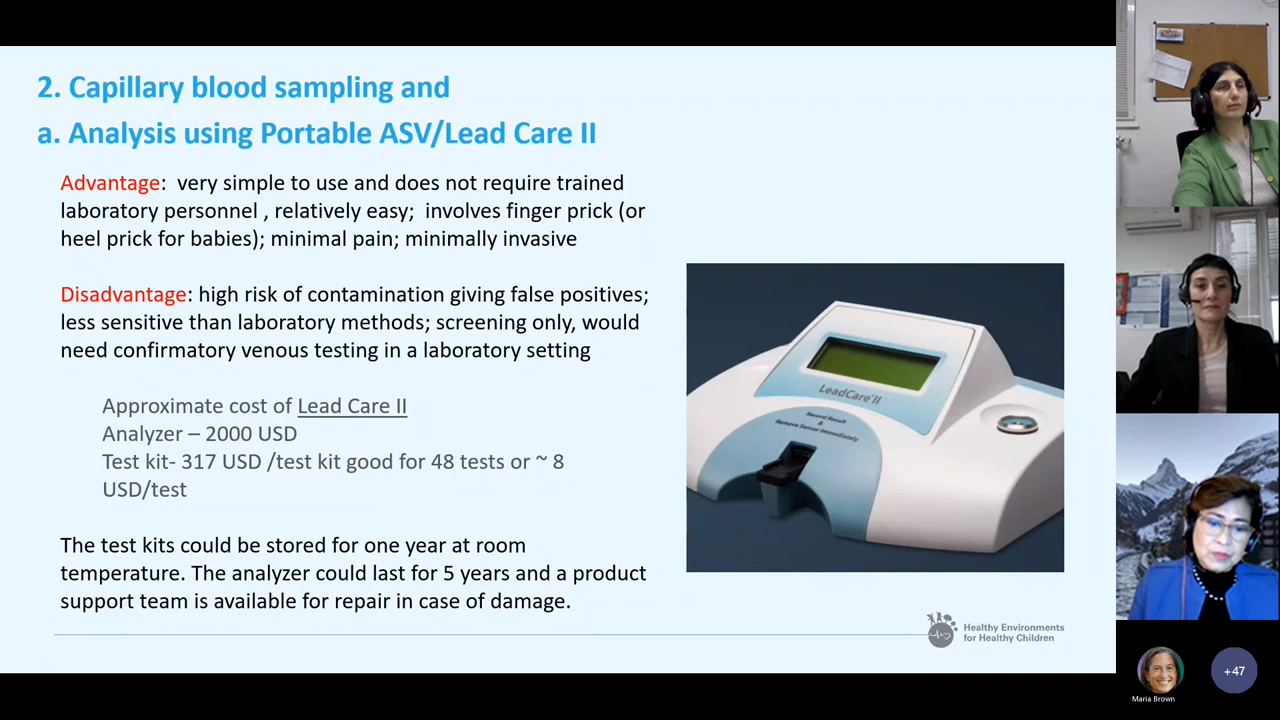 2. Capillary blood sampling and
a. Analysis using Portable ASV/Lead Care II
Advantage:  very simple to use and does not require trained
laboratory personnel , relatively easy;  involves finger prick (or
heel prick for babies); minimal pain; minimally invasive
Disadvantage: high risk of contamination giving false positives;
less sensitive than laboratory methods; screening only, would
need confirmatory venous testing in a laboratory setting
Approximate cost of Lead Care II
Analyzer – 2000 USD
Test kit- 317 USD /test kit good for 48 tests or ~ 8
USD/test
The test kits could be stored for one year at room
temperature. The analyzer could last for 5 years and a product
support team is available for repair in case of damage.
LeadCare® II
Record Result
&
Remove Sensor Immediately
Healthy Environments
for Healthy Children
Maria Brown
+47